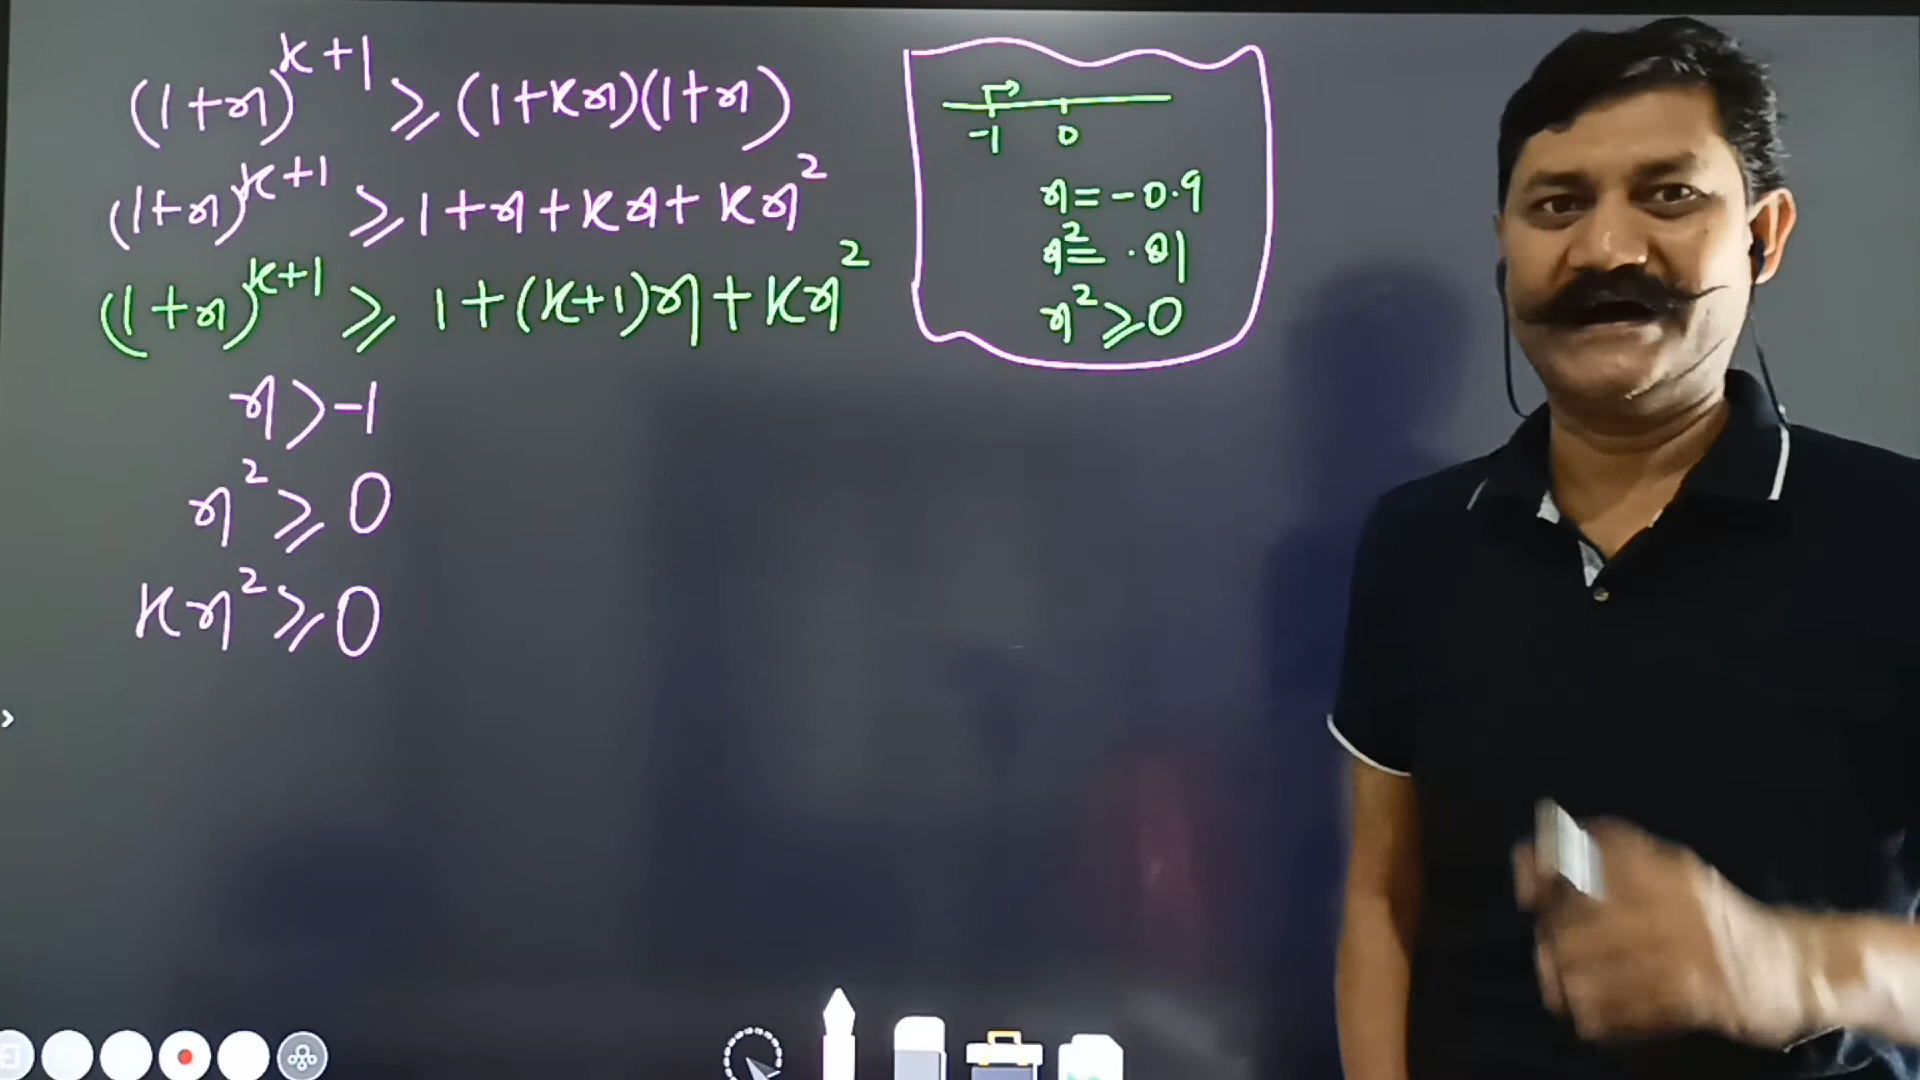 (1+x)^{k+1} ≥ (1+kx)(1+x)
(1+x)^{k+1} ≥ 1+x+kx+kx²
(1+x)^{k+1} ≥ 1+(k+1)x+kx²
x > -1
x² ≥ 0
kx² ≥ 0
-1 0
x = -0.9
x² = .81
x² ≥ 0